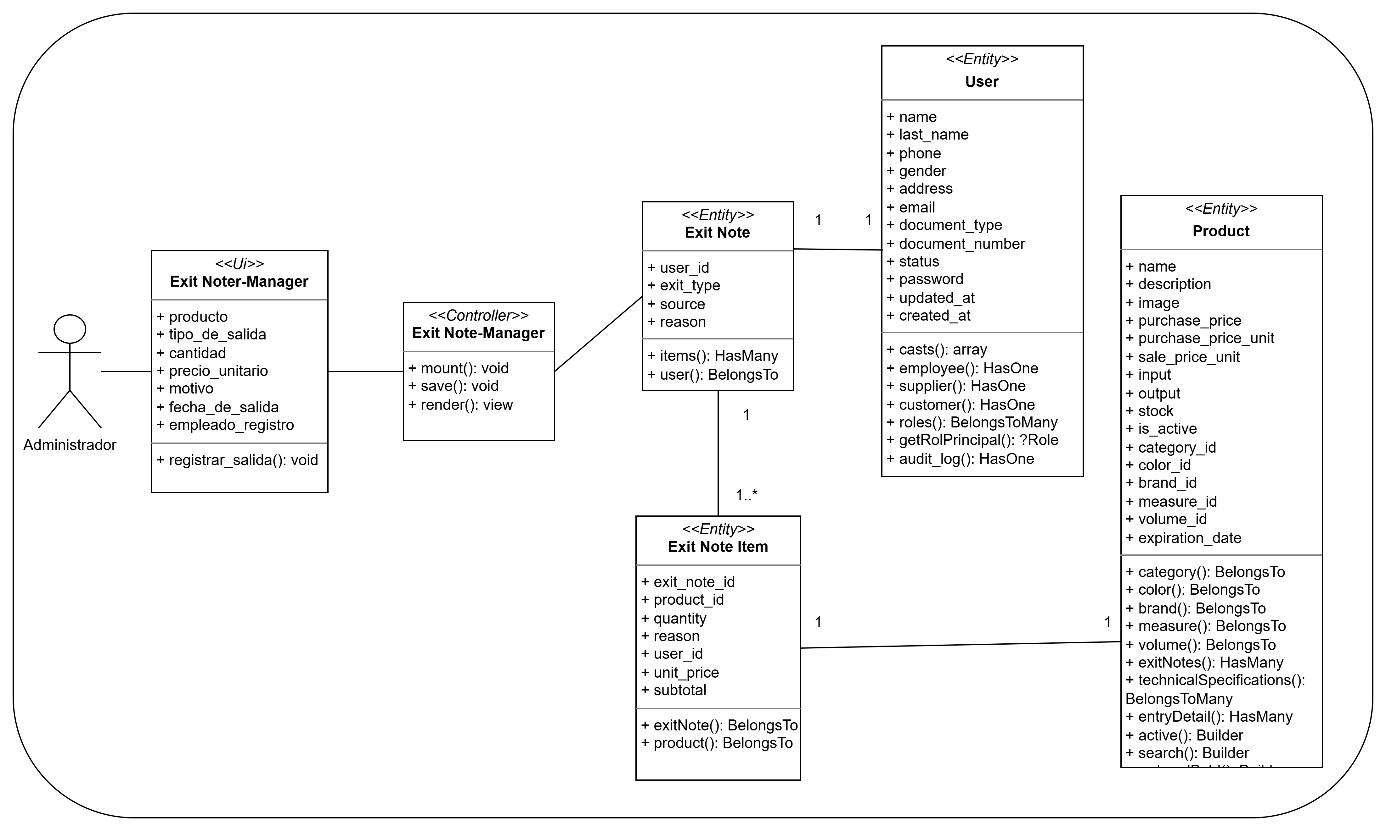 Administrador
<<Ui>>
Exit Noter-Manager
+ producto
+ tipo_de_salida
+ cantidad
+ precio_unitario
+ motivo
+ fecha_de_salida
+ empleado_registro
+ registrar_salida(): void
<<Controller>>
Exit Note-Manager
+ mount(): void
+ save(): void
+ render(): view
<<Entity>>
Exit Note
+ user_id
+ exit_type
+ source
+ reason
+ items(): HasMany
+ user(): BelongsTo
1
1
1
1..*
<<Entity>>
User
+ name
+ last_name
+ phone
+ gender
+ address
+ email
+ document_type
+ document_number
+ status
+ password
+ updated_at
+ created_at
+ casts(): array
+ employee(): HasOne
+ supplier(): HasOne
+ customer(): HasOne
+ roles(): BelongsToMany
+ getRolPrincipal(): ?Role
+ audit_log(): HasOne
<<Entity>>
Exit Note Item
+ exit_note_id
+ product_id
+ quantity
+ reason
+ user_id
+ unit_price
+ subtotal
+ exitNote(): BelongsTo
+ product(): BelongsTo
1
1
<<Entity>>
Product
+ name
+ description
+ image
+ purchase_price
+ purchase_price_unit
+ sale_price_unit
+ input
+ output
+ stock
+ is_active
+ category_id
+ color_id
+ brand_id
+ measure_id
+ volume_id
+ expiration_date
+ category(): BelongsTo
+ color(): BelongsTo
+ brand(): BelongsTo
+ measure(): BelongsTo
+ volume(): BelongsTo
+ exitNotes(): HasMany
+ technicalSpecifications():
BelongsToMany
+ entryDetail(): HasMany
+ active(): Builder
+ search(): Builder